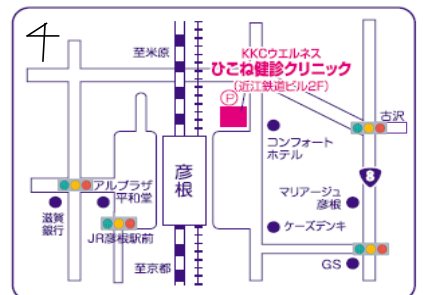 4
至米原
KKCウエルネス
ひこね健診クリニック
(近江鉄道ビル2F)
P
古沢
コンフォート
ホテル
彦根
8
アルプラザ
平和堂
マリアージュ
彦根
滋賀
銀行
JR彦根駅前
ケーズデンキ
至京都
GS